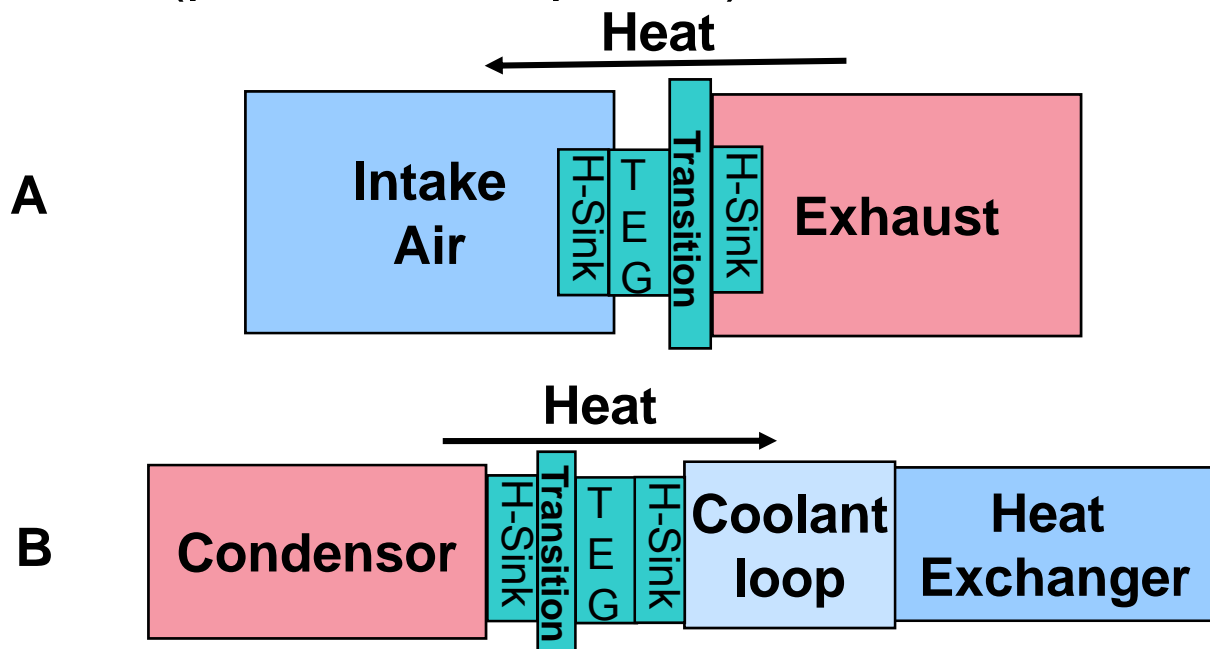 Heat
A
Intake
Air
H-Sink
T
E
G
Transition
H-Sink
Exhaust
Heat
B
Condensor
H-Sink
Transition
T
E
G
H-Sink
Coolant
loop
Heat
Exchanger